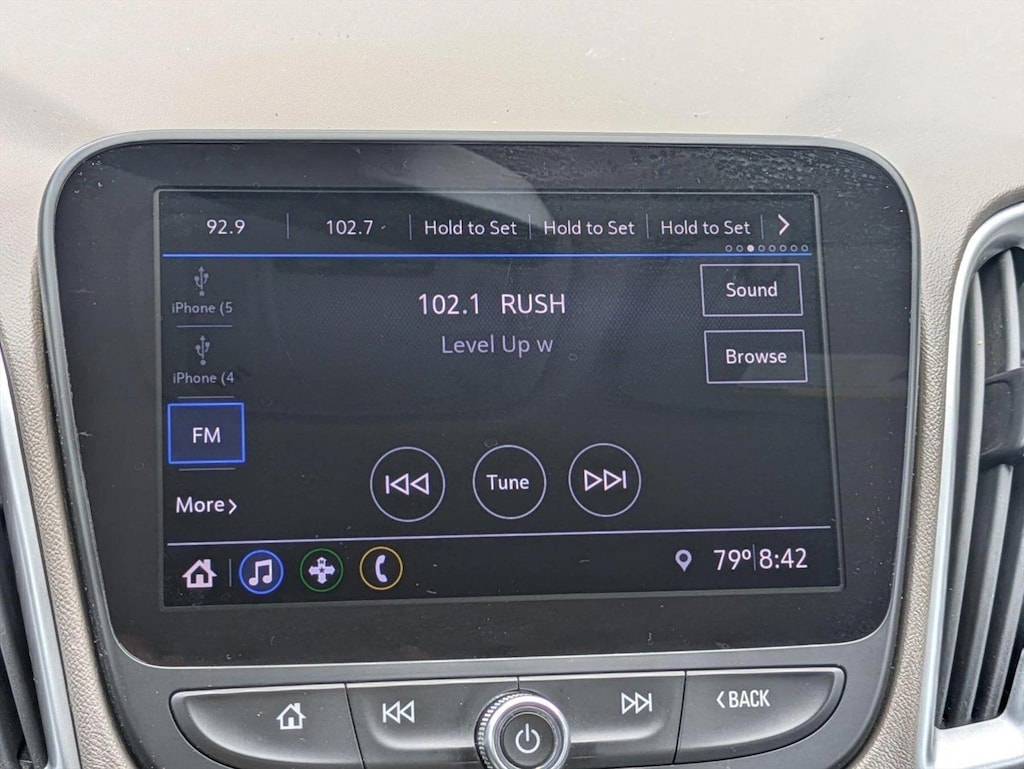 92.9 102.7 Hold to Set Hold to Set Hold to Set
iPhone (5
102.1 RUSH
Sound
Level Up w
Browse
iPhone (4
FM
Tune
More
79° 8:42
BACK